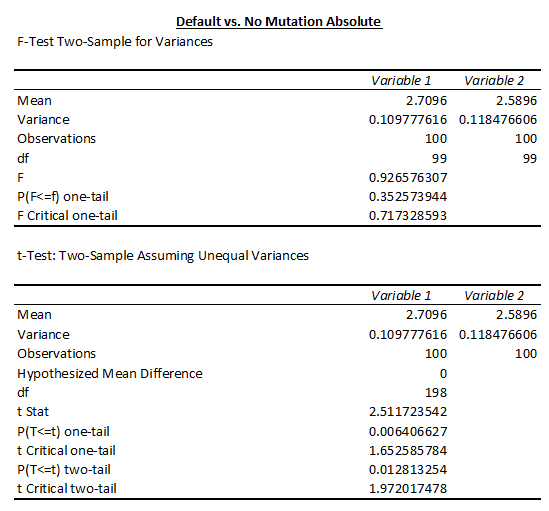 Default vs. No Mutation Absolute
F-Test Two-Sample for Variances
Variable 1 Variable 2
Mean 2.7096 2.5896
Variance 0.109777616 0.118476606
Observations 100 100
df 99 99
F 0.926576307
P(F<=f) one-tail 0.352573944
F Critical one-tail 0.717328593
t-Test: Two-Sample Assuming Unequal Variances
Variable 1 Variable 2
Mean 2.7096 2.5896
Variance 0.109777616 0.118476606
Observations 100 100
Hypothesized Mean Difference 0
df 198
t Stat 2.511723542
P(T<=t) one-tail 0.006406627
t Critical one-tail 1.652585784
P(T<=t) two-tail 0.012813254
t Critical two-tail 1.972017478